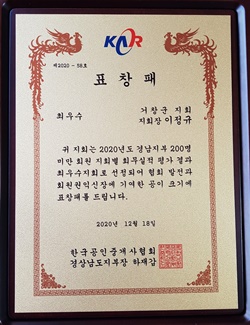 KAR
제2020 - 58호
표 창 패
최우수
거창군 지회
지회장 이정규
귀 지회는 2020년도 경남지부 200명
미만 회원 지회별 회무실적 평가 결과
최우수지회로 선정되어 협회 발전과
회원권익신장에 기여한 공이 크기에
표창패를 드립니다.
2020년 12월 18일
한국공인중개사협회
경상남도지부장 하재갑